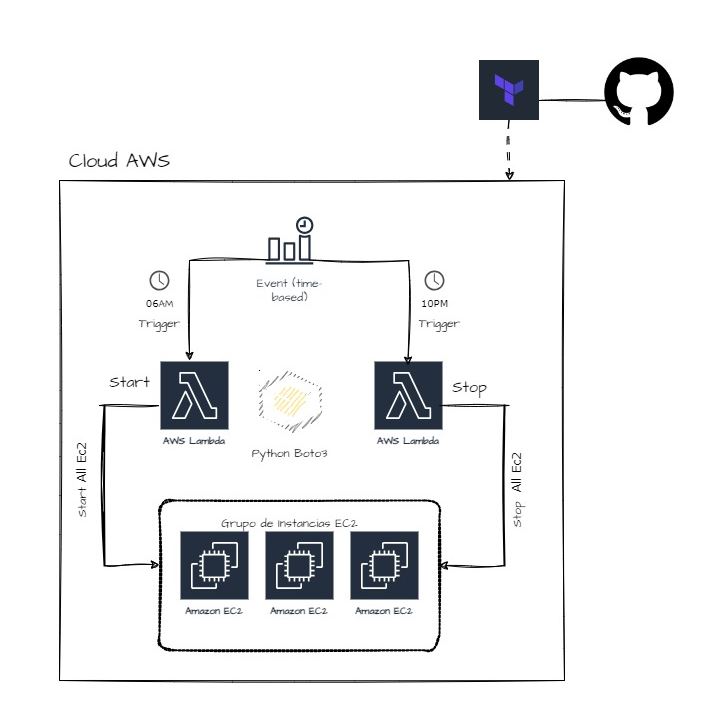 Cloud AWS
Event (time-
based)
06AM
Trigger
10PM
Trigger
Start
Stop
AWS Lambda
AWS Lambda
Python Boto3
Start All Ec2
Stop All Ec2
Grupo de instancias EC2
Amazon EC2
Amazon EC2
Amazon EC2